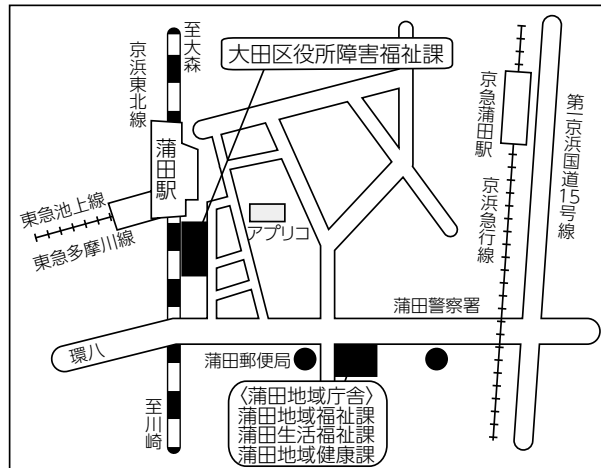 至大森
京浜東北線
大田区役所障害福祉課
京急蒲田駅
第一京浜国道15号線
蒲田駅
東急池上線
東急多摩川線
アプリコ
京浜急行線
蒲田警察署
環八
蒲田郵便局
至川崎
〈蒲田地域庁舎〉
蒲田地域福祉課
蒲田生活福祉課
蒲田地域健康課